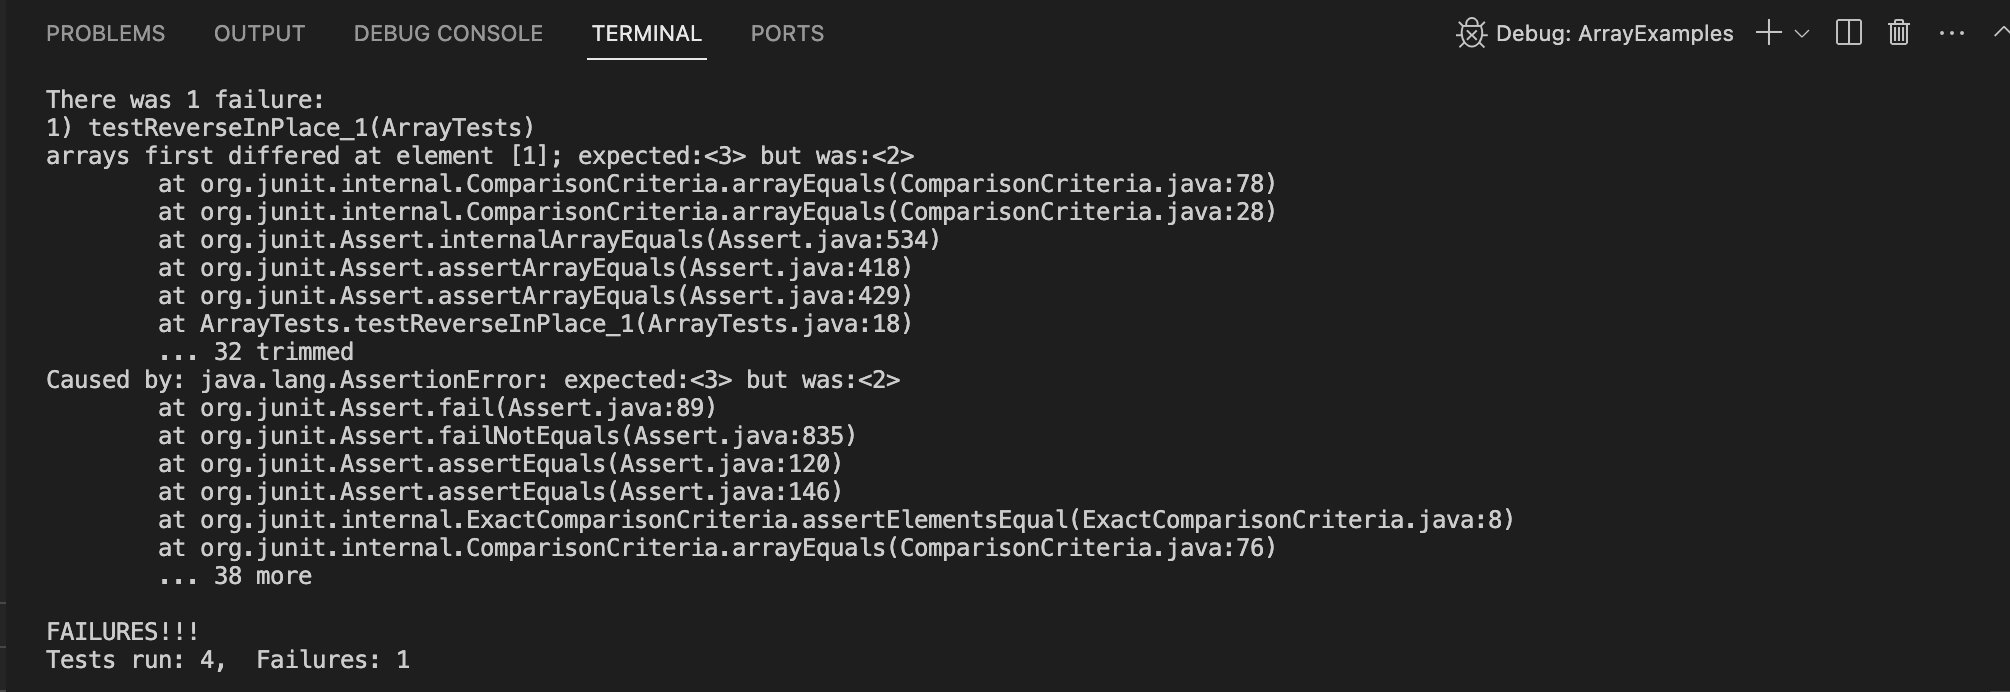 PROBLEMS OUTPUT DEBUG CONSOLE TERMINAL PORTS Debug: ArrayExamples
There was 1 failure:
1) testReverseInPlace_1(ArrayTests)
arrays first differed at element [1]; expected:<3> but was:<2>
at org.junit.internal.ComparisonCriteria.arrayEquals(ComparisonCriteria.java:78)
at org.junit.internal.ComparisonCriteria.arrayEquals(ComparisonCriteria.java:28)
at org.junit.Assert.internalArrayEquals(Assert.java:534)
at org.junit.Assert.assertArrayEquals(Assert.java:418)
at org.junit.Assert.assertArrayEquals(Assert.java:429)
at ArrayTests.testReverseInPlace_1(ArrayTests.java:18)
... 32 trimmed
Caused by: java.lang.AssertionError: expected:<3> but was:<2>
at org.junit.Assert.fail(Assert.java:89)
at org.junit.Assert.failNotEquals(Assert.java:835)
at org.junit.Assert.assertEquals(Assert.java:120)
at org.junit.Assert.assertEquals(Assert.java:146)
at org.junit.internal.ExactComparisonCriteria.assertElementsEqual(ExactComparisonCriteria.java:8)
at org.junit.internal.ComparisonCriteria.arrayEquals(ComparisonCriteria.java:76)
... 38 more
FAILURES!!!
Tests run: 4,  Failures: 1